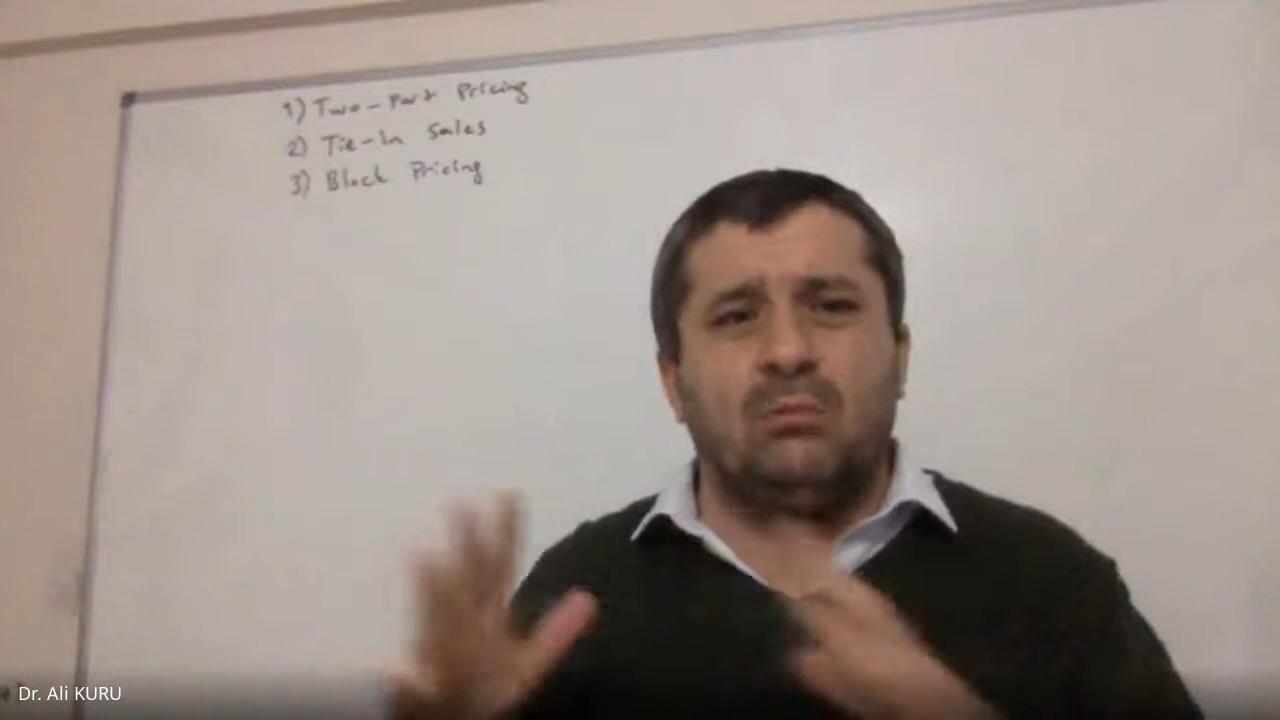 1) Two-Part Pricing
2) Tie-In Sales
3) Block Pricing
Dr. Ali KURU